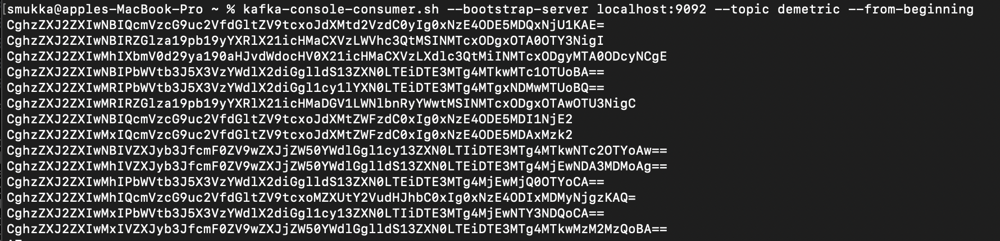 [smukka@apples-MacBook-Pro ~ % kafka-console-consumer.sh --bootstrap-server localhost:9092 --topic demetric --from-beginning
CghzZXJ2ZXIwNBIQcmVzcG9uc2VfdGltZV9tcxoJdXMtd2VzdC0yIg0xNzE4ODE5MDQxNjU1KAE=
CghzZXJ2ZXIwNBIRZGlza19pb19yYXRlX21icHMaCXVzLWVhc3QtMSINMTcxODgxOTA0OTY3NigI
CghzZXJ2ZXIwMhIXbmV0d29ya190aHJvdWdocHV0X21icHMaCXVzLXdlc3QtMiINMTcxODgyMTA0ODcyNCgE
CghzZXJ2ZXIwNBIPbWVtb3J5X3VzYWdlX2diGglldS13ZXN0LTEiDTE3MTg4MTkwMTc1OTUoBA==
CghzZXJ2ZXIwMRIPbWVtb3J5X3VzYWdlX2diGgl1cy1lYXN0LTEiDTE3MTg4MTgxNDMwMTUoBQ==
CghzZXJ2ZXIwMRIRZGlza19pb19yYXRlX21icHMaDGV1LWNlbnRyYWwtMSINMTcxODgxOTAwOTU3NigC
CghzZXJ2ZXIwNBIQcmVzcG9uc2VfdGltZV9tcxoJdXMtZWFzdC0xIg0xNzE4ODE5MDI1NjE2
CghzZXJ2ZXIwMxIQcmVzcG9uc2VfdGltZV9tcxoJdXMtZWFzdC0xIg0xNzE4ODE5MDAxMzk2
CghzZXJ2ZXIwNBIVZXJyb3JfcmF0ZV9wZXJjZW50YWdlGgl1cy13ZXN0LTIiDTE3MTg4MTkwNTc2OTYoAw==
CghzZXJ2ZXIwMhIVZXJyb3JfcmF0ZV9wZXJjZW50YWdlGglldS13ZXN0LTEiDTE3MTg4MjEwNDA3MDMoAg==
CghzZXJ2ZXIwMhIPbWVtb3J5X3VzYWdlX2diGglldS13ZXN0LTEiDTE3MTg4MjEwMjQ0OTYoCA==
CghzZXJ2ZXIwMhIQcmVzcG9uc2VfdGltZV9tcxoMZXUtY2VudHJhbC0xIg0xNzE4ODIxMDMyNjgzKAQ=
CghzZXJ2ZXIwMxIPbWVtb3J5X3VzYWdlX2diGgl1cy13ZXN0LTIiDTE3MTg4MjEwNTY3NDQoCA==
CghzZXJ2ZXIwMxIVZXJyb3JfcmF0ZV9wZXJjZW50YWdlGglldS13ZXN0LTEiDTE3MTg4MTkwMzM2MzQoBA==